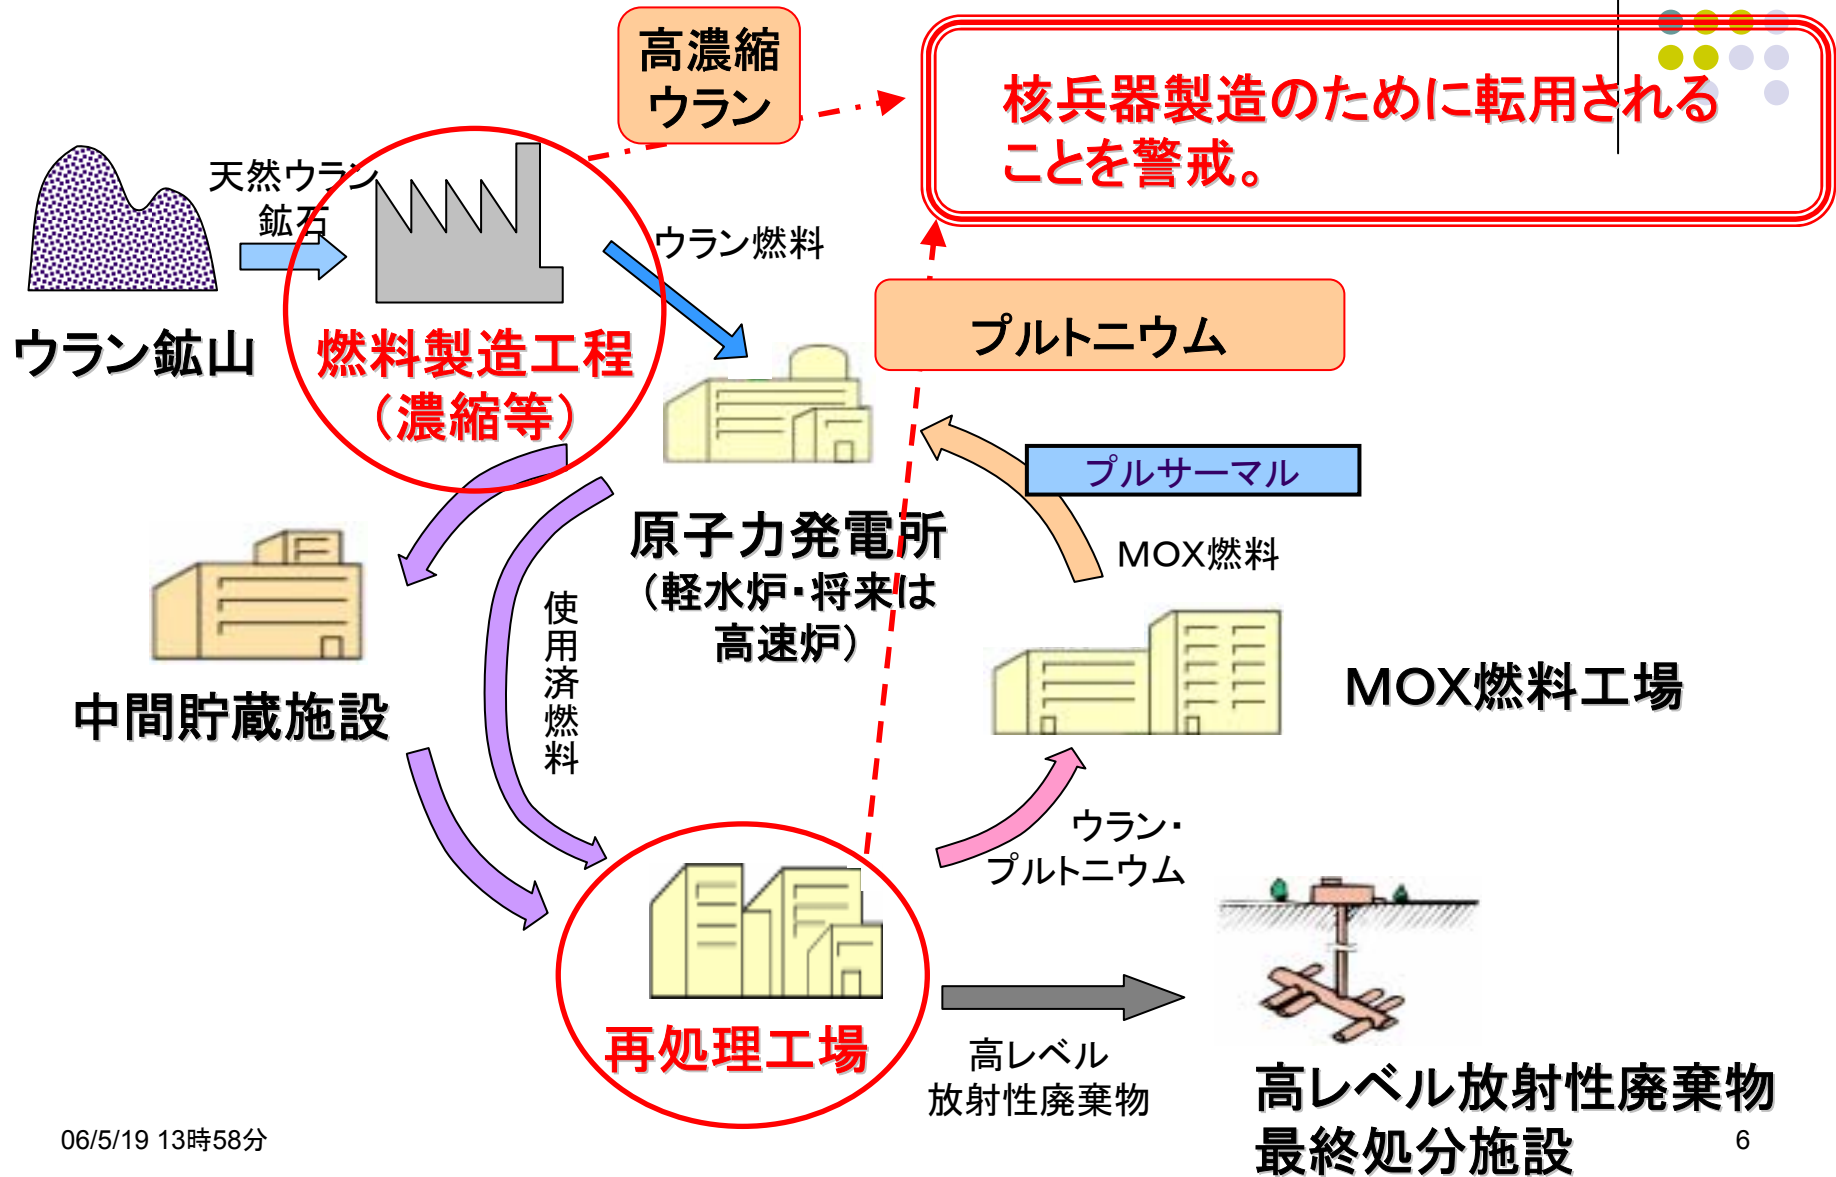 高濃縮
ウラン
核兵器製造のために転用される
ことを警戒。
天然ウラン
鉱石
ウラン燃料
ウラン鉱山
燃料製造工程
（濃縮等）
プルトニウム
プルサーマル
MOX燃料
原子力発電所
（軽水炉・将来は
高速炉）
使用済燃料
中間貯蔵施設
MOX燃料工場
ウラン・
プルトニウム
再処理工場
高レベル
放射性廃棄物
高レベル放射性廃棄物
最終処分施設
06/5/19 13時58分
6